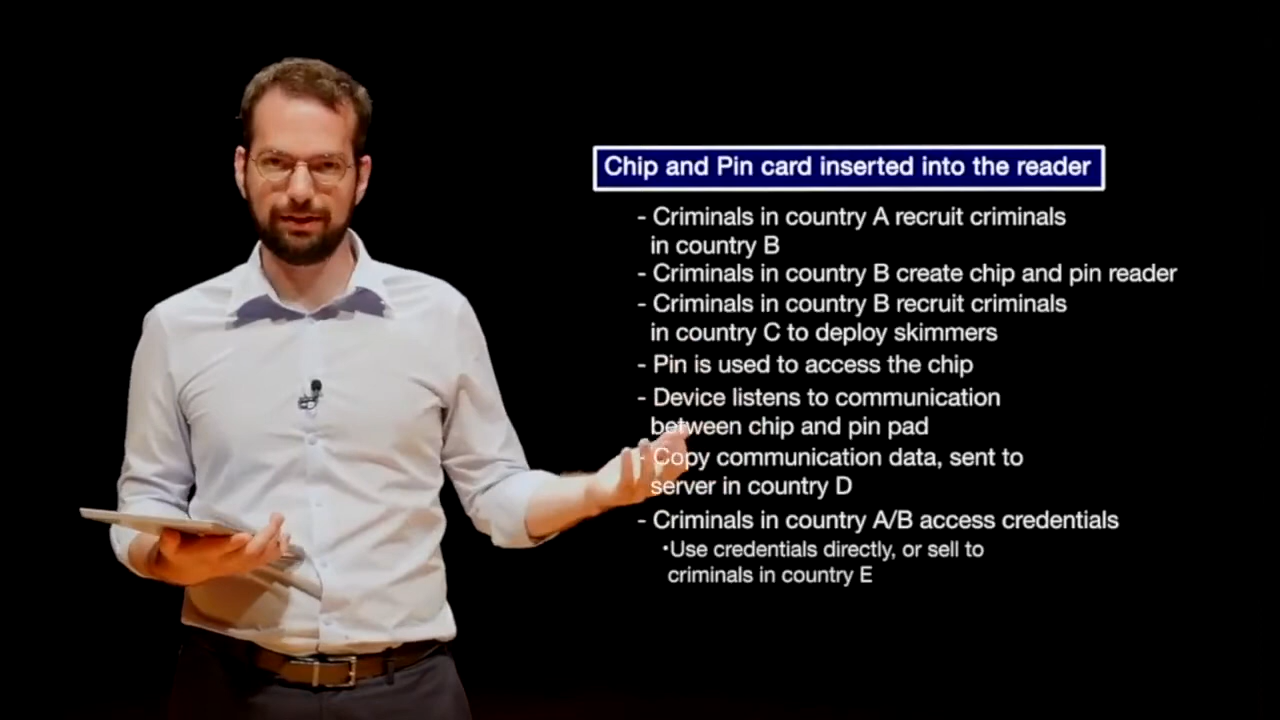 Chip and Pin card inserted into the reader
- Criminals in country A recruit criminals
in country B
- Criminals in country B create chip and pin reader
- Criminals in country B recruit criminals
in country C to deploy skimmers
- Pin is used to access the chip
- Device listens to communication
between chip and pin pad
- Copy communication data, sent to
server in country D
- Criminals in country A/B access credentials
•Use credentials directly, or sell to
criminals in country E